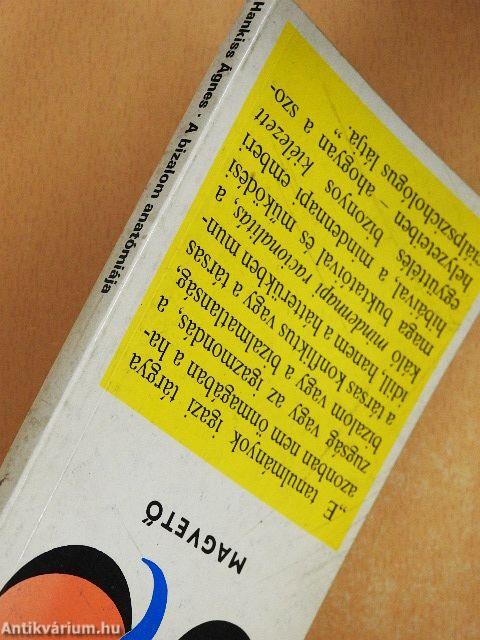 Hankiss Ágnes · A bizalom anatómiája
„E tanulmányok igazi tárgya
azonban nem önmagában a ha-
zugság vagy az igazmondás, a
bizalom vagy a bizalmatlanság,
a társas konfliktus vagy a társas
idill, hanem a hátterükben mun-
káló mindennapi racionalitás, a
maga buktatóival és működési
hibáival, a mindennapi emberi
együttélés bizonyos kiélezett
helyzeteiben – ahogyan a szo-
ciálpszichológus látja.”
MAGVETŐ
Antikvárium.hu